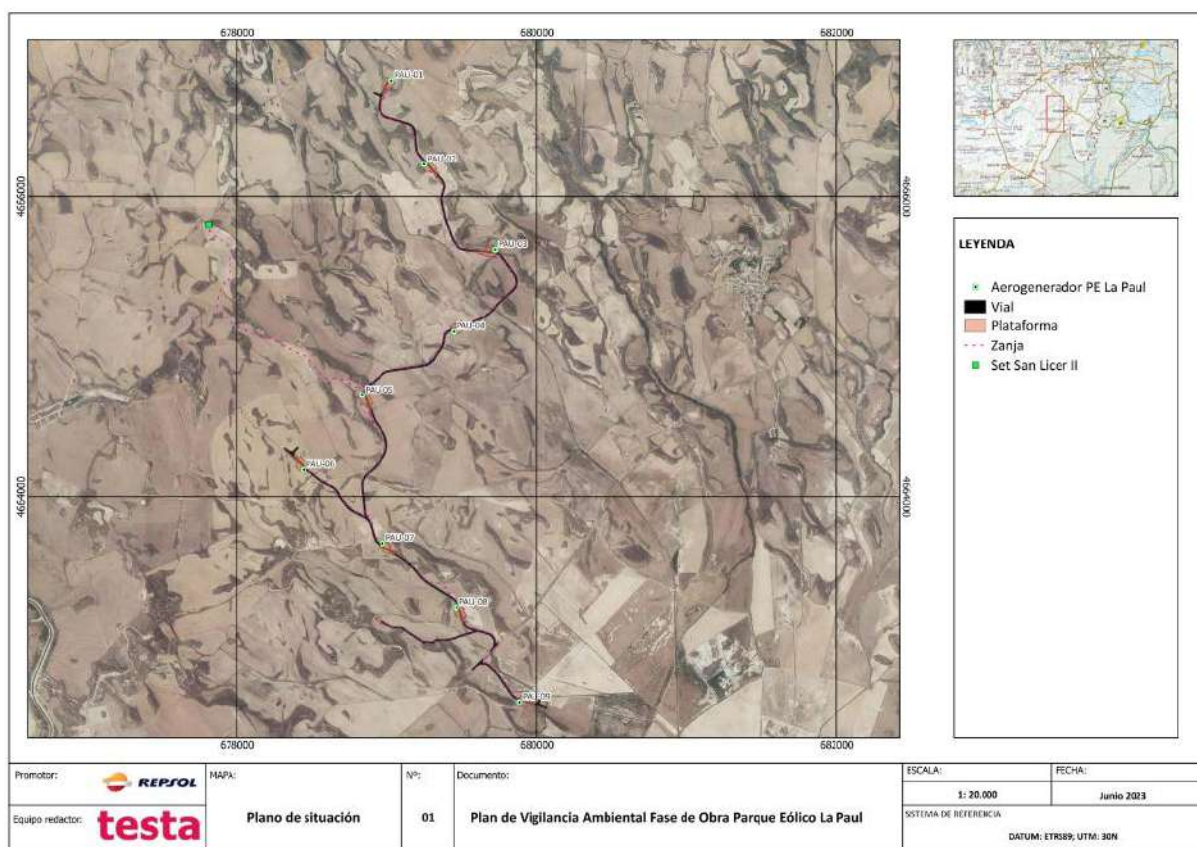 678000
680000
682000
PAU-01
PAU-02
4666000
4666000
PAU-03
PAU-04
PAU-05
PAU-06
4664000
4664000
PAU-07
PAU-08
PAU-09
678000
680000
682000
LEYENDA
Aerogenerador PE La Paul
Vial
Plataforma
Zanja
Set San Licer II
Promotor:
REPSOL
Equipo redactor:
testa
MAPA:
Plano de situación
Nº:
01
Documento:
Plan de Vigilancia Ambiental Fase de Obra Parque Eólico La Paul
ESCALA:
1: 20.000
FECHA:
Junio 2023
SISTEMA DE REFERENCIA
DATUM: ETRS89; UTM: 30N